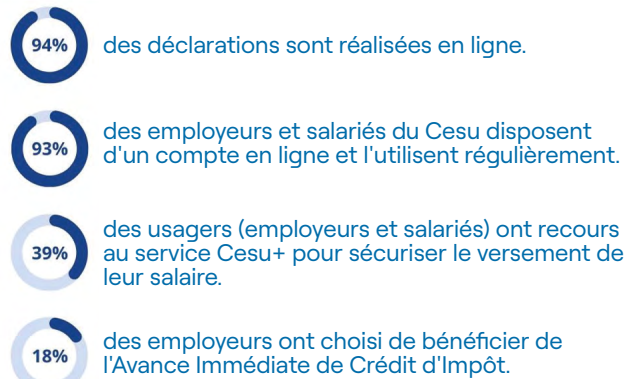 94%
des déclarations sont réalisées en ligne.
93%
des employeurs et salariés du Cesu disposent
d'un compte en ligne et l'utilisent régulièrement.
39%
des usagers (employeurs et salariés) ont recours
au service Cesu+ pour sécuriser le versement de
leur salaire.
18%
des employeurs ont choisi de bénéficier de
l'Avance Immédiate de Crédit d'Impôt.